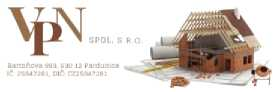 VPN SPOL. S R.O.
Bartoňova 993, 530 12 Pardubice
IČ: 25947281, DIČ: CZ25947281